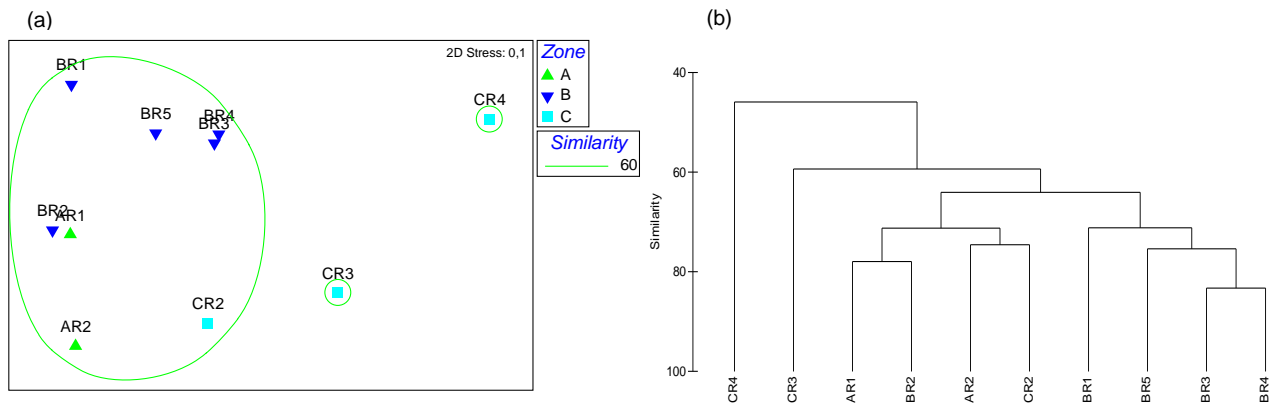 (a)
2D Stress: 0,1
BR1
BR5
BR4
BR3
CR4
BR2
AR1
CR3
CR2
AR2
Zone
A
B
C
Similarity
60
(b)
Similarity
40
60
80
100
CR4
CR3
AR1
BR2
AR2
CR2
BR1
BR5
BR3
BR4